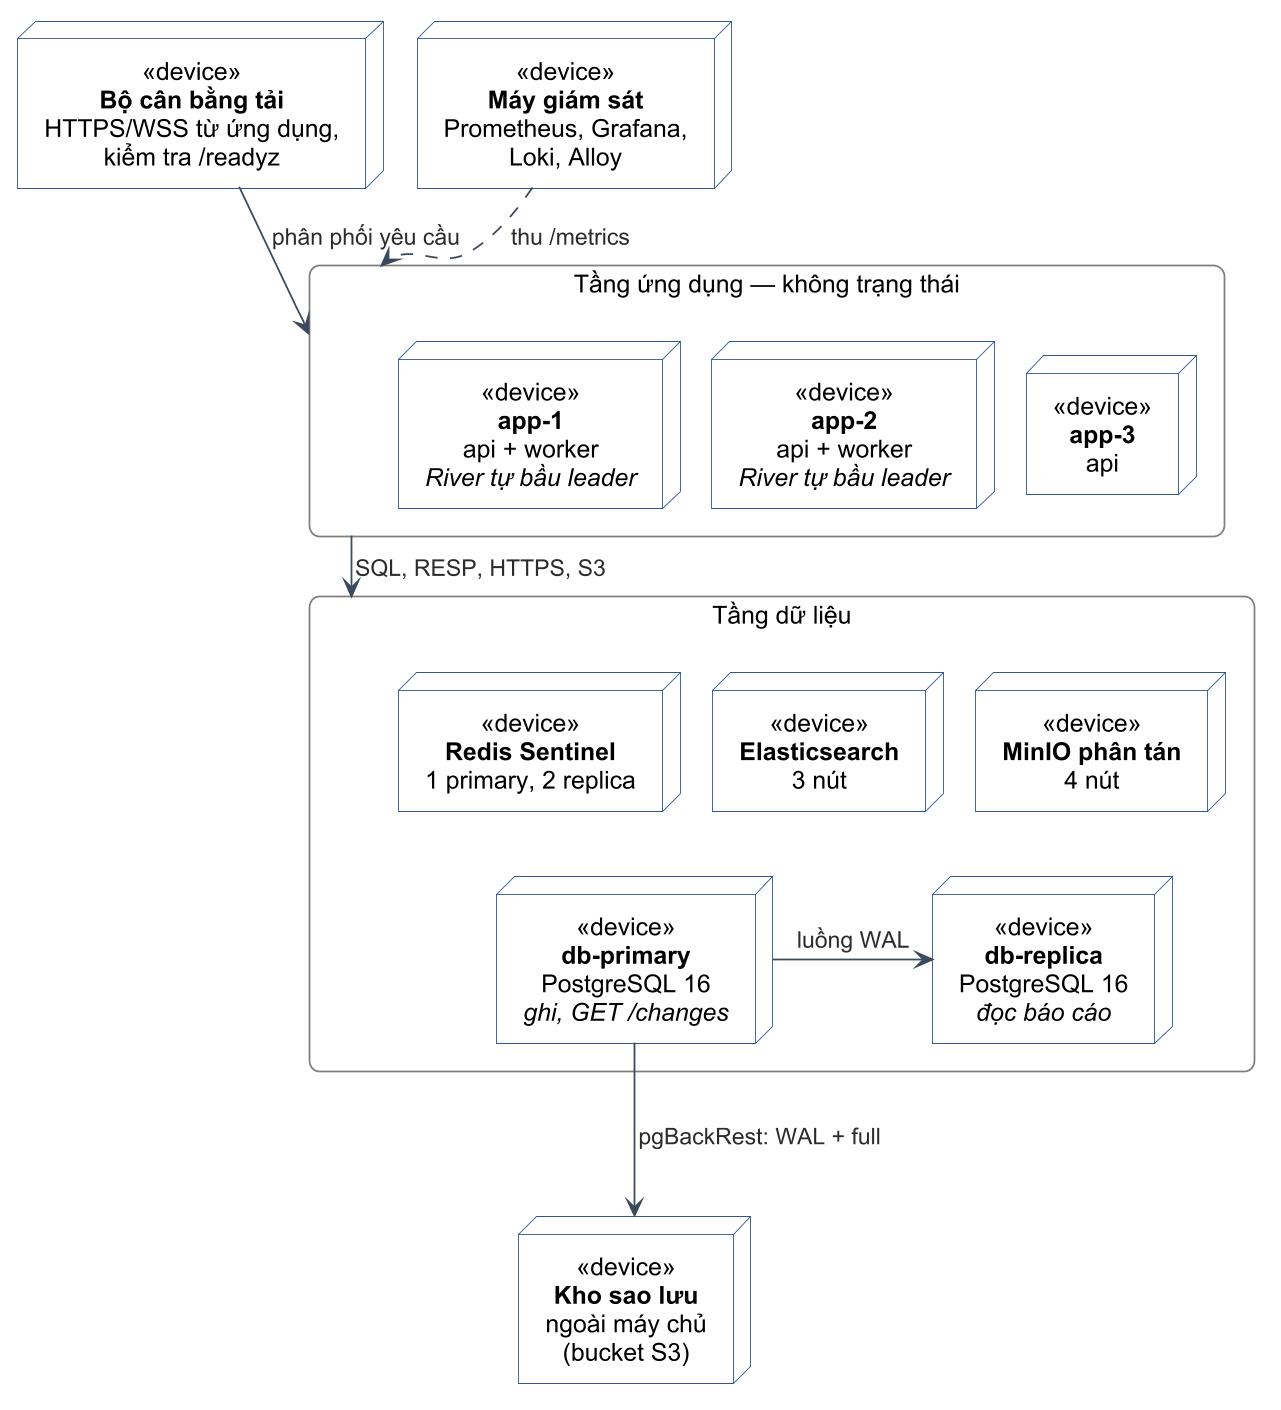 «device»
Bộ cân bằng tải
HTTPS/WSS từ ứng dụng,
kiểm tra /readyz
«device»
Máy giám sát
Prometheus, Grafana,
Loki, Alloy
phân phối yêu cầu
thu /metrics
Tầng ứng dụng — không trạng thái
«device»
app-1
api + worker
River tự bầu leader
«device»
app-2
api + worker
River tự bầu leader
«device»
app-3
api
SQL, RESP, HTTPS, S3
Tầng dữ liệu
«device»
Redis Sentinel
1 primary, 2 replica
«device»
Elasticsearch
3 nút
«device»
MinIO phân tán
4 nút
«device»
db-primary
PostgreSQL 16
ghi, GET /changes
luồng WAL
«device»
db-replica
PostgreSQL 16
đọc báo cáo
pgBackRest: WAL + full
«device»
Kho sao lưu
ngoài máy chủ
(bucket S3)